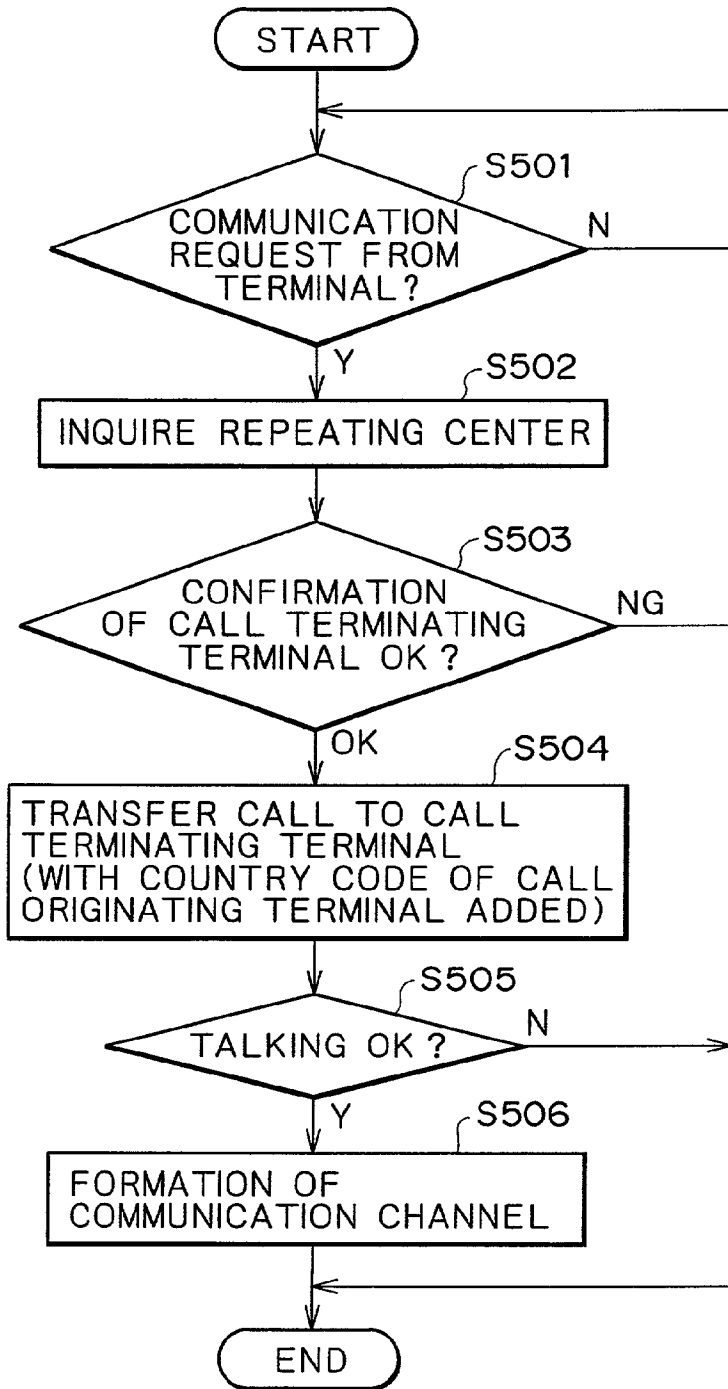 START
S501
COMMUNICATION
REQUEST FROM
TERMINAL?
N
Y
S502
INQUIRE REPEATING CENTER
S503
CONFIRMATION
OF CALL TERMINATING
TERMINAL OK?
NG
OK
S504
TRANSFER CALL TO CALL
TERMINATING TERMINAL
(WITH COUNTRY CODE OF CALL
ORIGINATING TERMINAL ADDED)
S505
TALKING OK?
N
Y
S506
FORMATION OF
COMMUNICATION CHANNEL
END